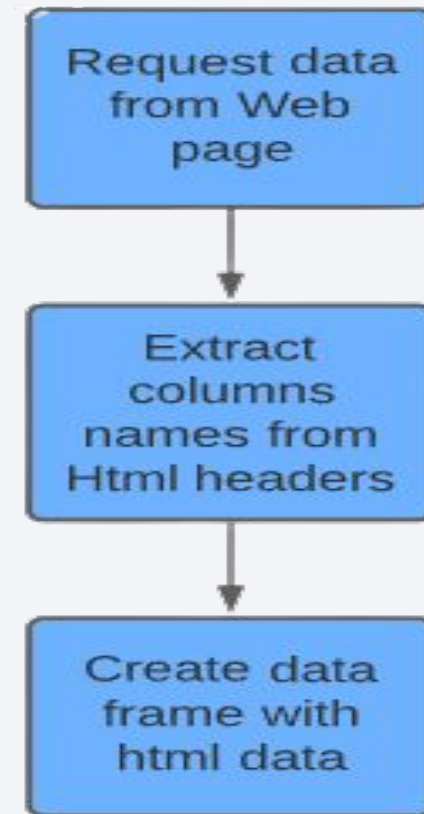 Request data
from Web
page
Extract
columns
names from
Html headers
Create data
frame with
html data